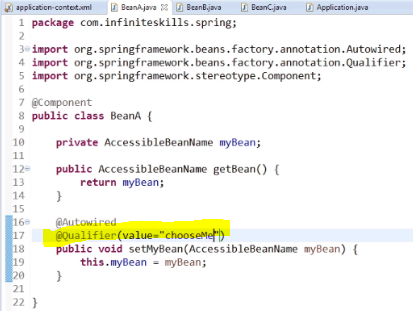 application-context.xml BeanA.java BeanB.java BeanC.java Application.java
1 package com.infiniteskills.spring;
2
3 import org.springframework.beans.factory.annotation.Autowired;
4 import org.springframework.beans.factory.annotation.Qualifier;
5 import org.springframework.stereotype.Component;
6
7 @Component
8 public class BeanA {
9
10 private AccessibleBeanName myBean;
11
12 public AccessibleBeanName getBean() {
13 return myBean;
14 }
15
16 @Autowired
17 @Qualifier(value="chooseMe")
18 public void setMyBean(AccessibleBeanName myBean) {
19 this.myBean = myBean;
20 }
21
22 }